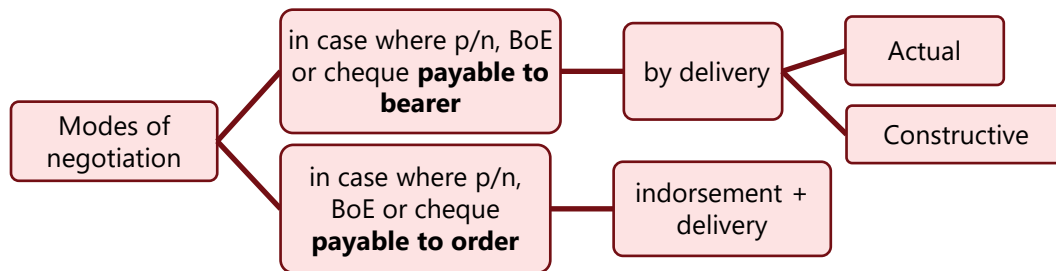 Modes of
negotiation
in case where p/n, BoE
or cheque payable to
bearer
by delivery
Actual
Constructive
in case where p/n,
BoE or cheque
payable to order
indorsement +
delivery